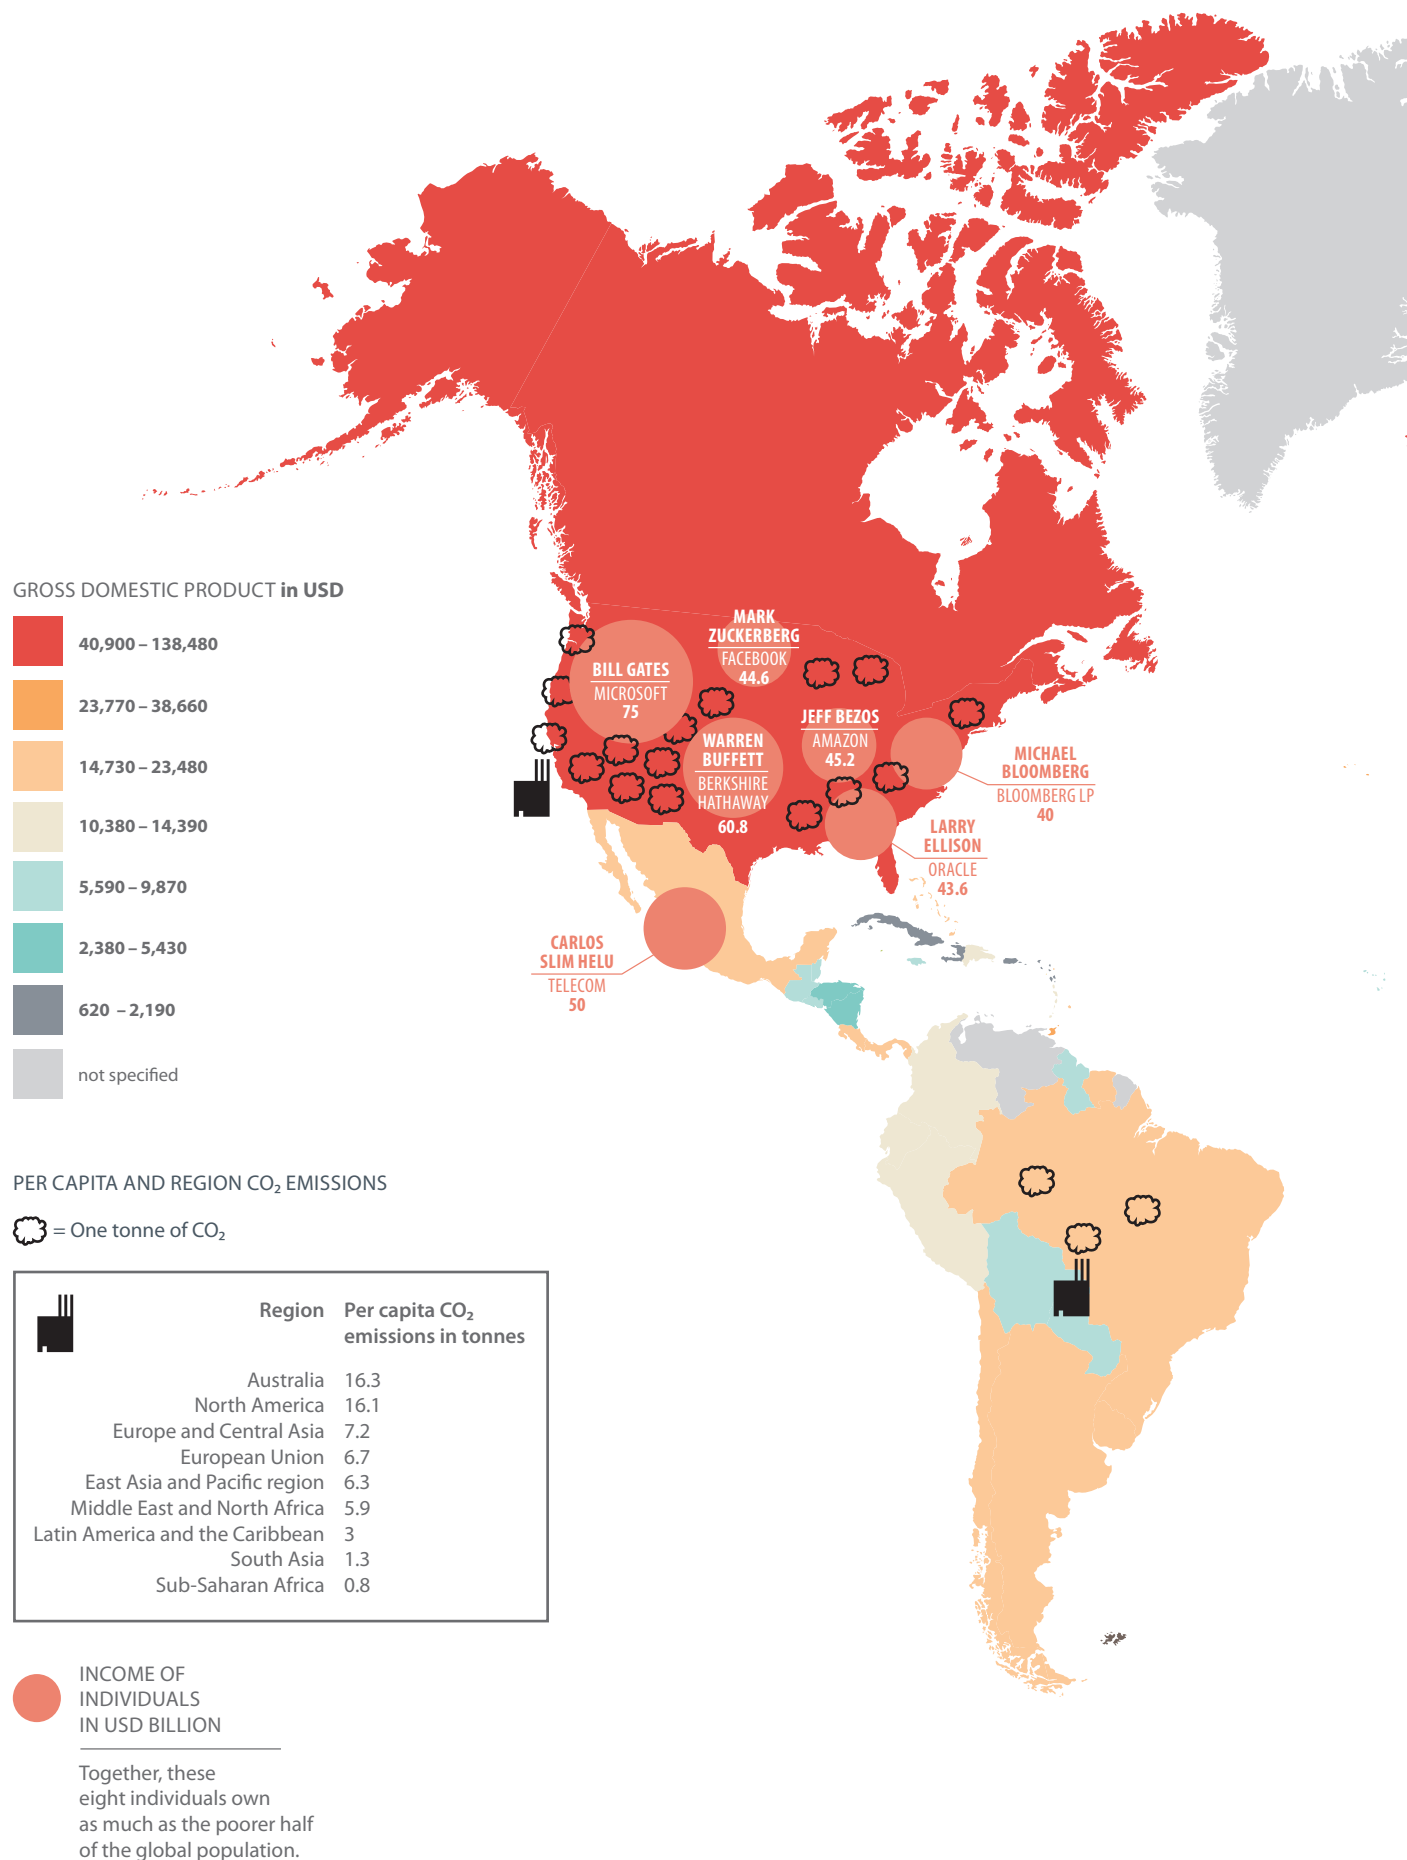 GROSS DOMESTIC PRODUCT in USD
40,900 – 138,480
23,770 – 38,660
14,730 – 23,480
10,380 – 14,390
5,590 – 9,870
2,380 – 5,430
620 – 2,190
not specified
MARK
ZUCKERBERG
FACEBOOK
44.6
BILL GATES
MICROSOFT
75
WARREN
BUFFETT
BERKSHIRE
HATHAWAY
60.8
JEFF BEZOS
AMAZON
45.2
MICHAEL
BLOOMBERG
BLOOMBERG LP
40
LARRY
ELLISON
ORACLE
43.6
CARLOS
SLIM HELU
TELECOM
50
PER CAPITA AND REGION CO₂ EMISSIONS
= One tonne of CO₂
Region Per capita CO₂
emissions in tonnes
Australia 16.3
North America 16.1
Europe and Central Asia 7.2
European Union 6.7
East Asia and Pacific region 6.3
Middle East and North Africa 5.9
Latin America and the Caribbean 3
South Asia 1.3
Sub-Saharan Africa 0.8
INCOME OF
INDIVIDUALS
IN USD BILLION
Together, these
eight individuals own
as much as the poorer half
of the global population.